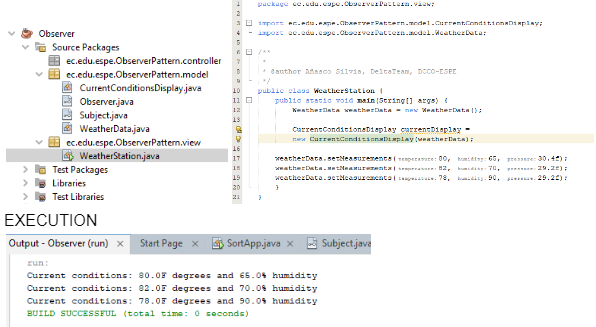 Observer
Source Packages
ec.edu.espe.ObserverPattern.controller
ec.edu.espe.ObserverPattern.model
CurrentConditionsDisplay.java
Observer.java
Subject.java
WeatherData.java
ec.edu.espe.ObserverPattern.view
WeatherStation.java
Test Packages
Libraries
Test Libraries
1 package ec.edu.espe.ObserverPattern.view;
2
3 import ec.edu.espe.ObserverPattern.model.CurrentConditionsDisplay;
4 import ec.edu.espe.ObserverPattern.model.WeatherData;
5
6 /**
7 *
8 * @author Añasco Silvia, DeltaTeam, DCCO-ESPE
9 */
10 public class WeatherStation {
11 public static void main(String[] args) {
12 WeatherData weatherData = new WeatherData();
13
CurrentConditionsDisplay currentDisplay =
new CurrentConditionsDisplay(weatherData);
16
17 weatherData.setMeasurements( temperature: 80, humidity: 65, pressure: 30.4f);
18 weatherData.setMeasurements( temperature: 82, humidity: 70, pressure: 29.2f);
19 weatherData.setMeasurements( temperature: 78, humidity: 90, pressure: 29.2f);
20 }
21 }
EXECUTION
Output - Observer (run) × Start Page × SortApp.java × Subject.java
run:
Current conditions: 80.0F degrees and 65.0% humidity
Current conditions: 82.0F degrees and 70.0% humidity
Current conditions: 78.0F degrees and 90.0% humidity
BUILD SUCCESSFUL (total time: 0 seconds)